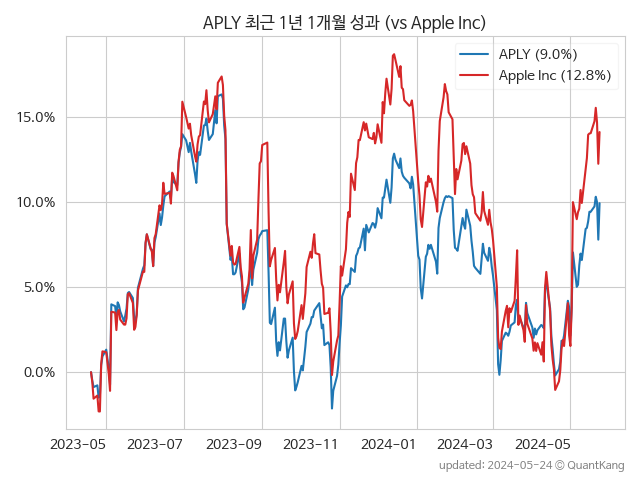 APLY 최근 1년 1개월 성과 (vs Apple Inc)
APLY (9.0%)
Apple Inc (12.8%)
15.0%
10.0%
5.0%
0.0%
2023-05 2023-07 2023-09 2023-11 2024-01 2024-03 2024-05
updated: 2024-05-24 © QuantKang